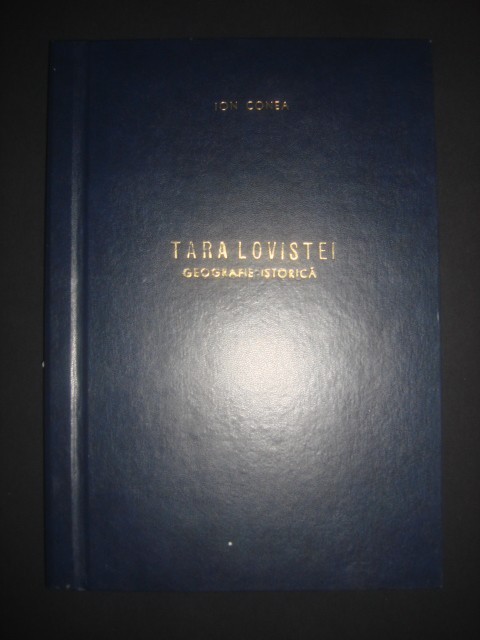 ION CONEA
TARA LOVISTEI
GEOGRAFIE ISTORICĂ